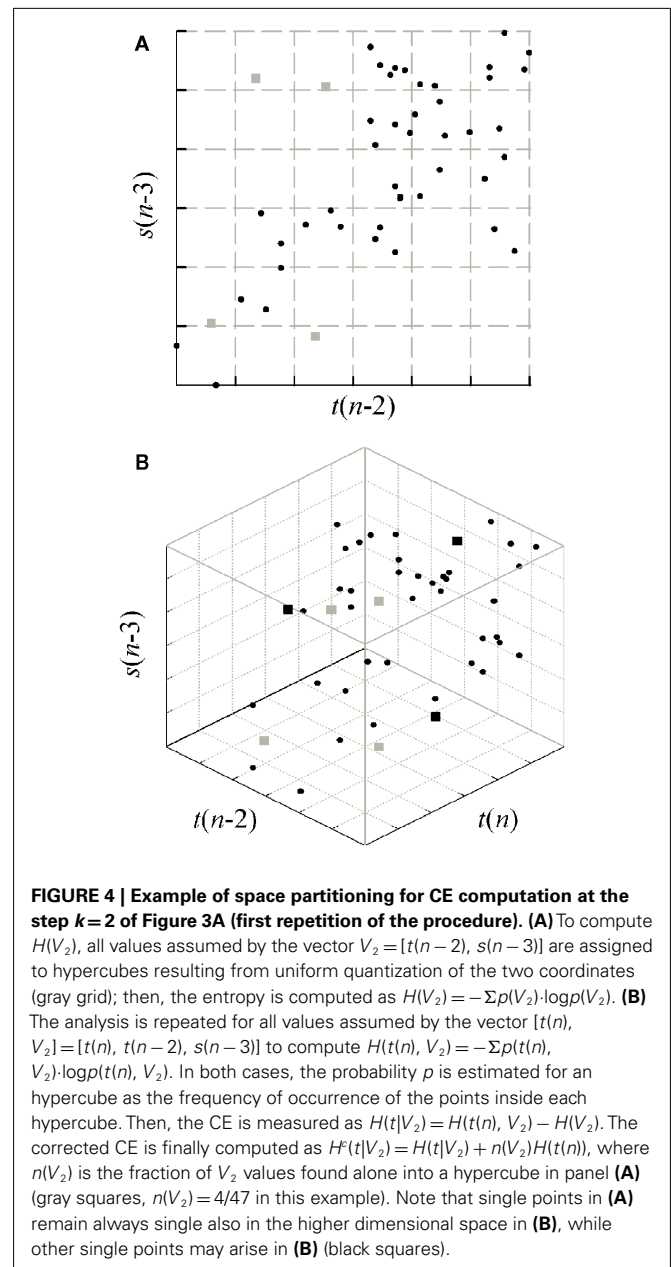 A
s(n-3)
t(n-2)
B
s(n-3)
t(n-2)
t(n)
FIGURE 4 | Example of space partitioning for CE computation at the
step k = 2 of Figure 3A (first repetition of the procedure). (A) To compute
H(V₂), all values assumed by the vector V₂ = [t(n − 2), s(n − 3)] are assigned
to hypercubes resulting from uniform quantization of the two coordinates
(gray grid); then, the entropy is computed as H(V₂) = −Σp(V₂)·logp(V₂). (B)
The analysis is repeated for all values assumed by the vector [t(n),
V₂] = [t(n), t(n − 2), s(n − 3)] to compute H(t(n), V₂) = −Σp(t(n),
V₂)·logp(t(n), V₂). In both cases, the probability p is estimated for an
hypercube as the frequency of occurrence of the points inside each
hypercube. Then, the CE is measured as H(t|V₂) = H(t(n), V₂) − H(V₂). The
corrected CE is finally computed as Hᶜ(t|V₂) = H(t|V₂) + n(V₂)H(t(n)), where
n(V₂) is the fraction of V₂ values found alone into a hypercube in panel (A)
(gray squares, n(V₂) = 4/47 in this example). Note that single points in (A)
remain always single also in the higher dimensional space in (B), while
other single points may arise in (B) (black squares).